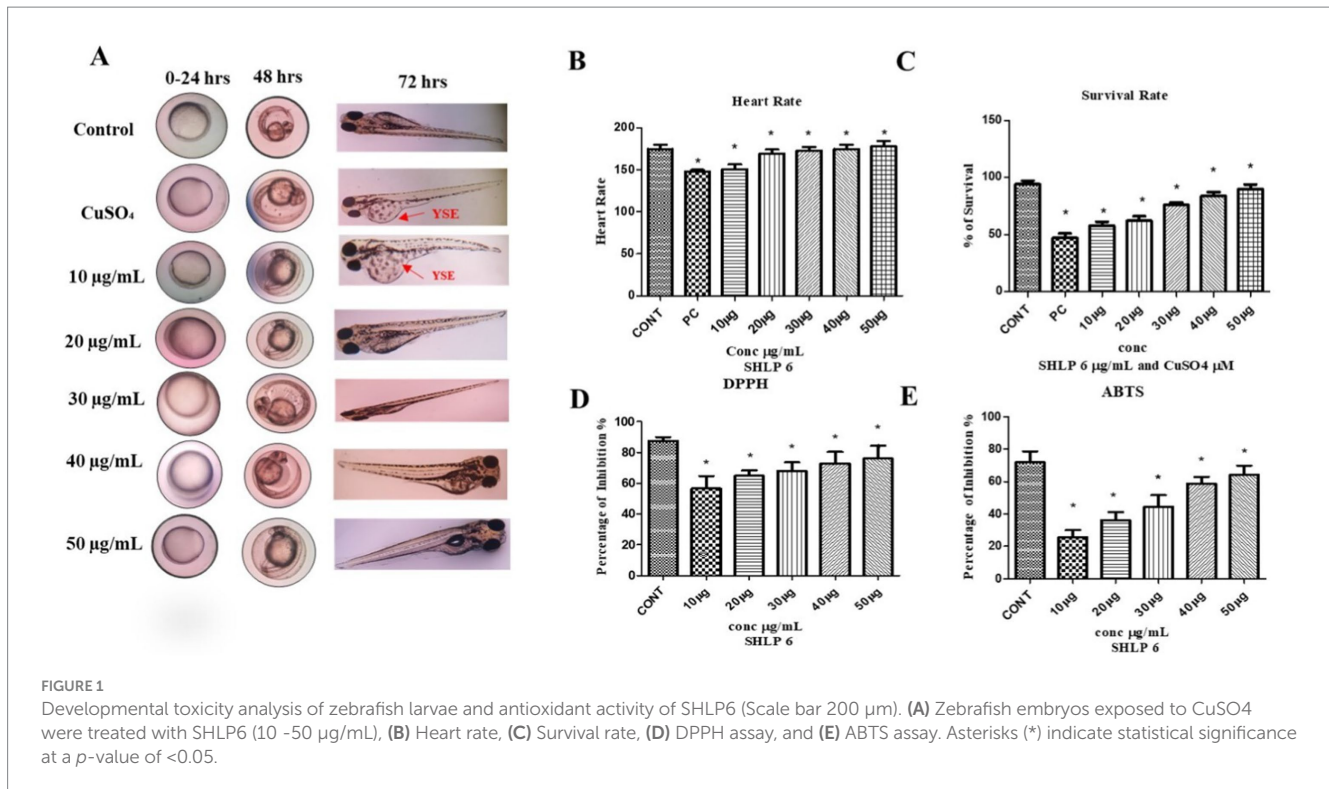 A
0-24 hrs
48 hrs
72 hrs
Control
CuSO₄
YSE
10 µg/mL
YSE
20 µg/mL
30 µg/mL
40 µg/mL
50 µg/mL
B
Heart Rate
Heart Rate
200
150
100
50
0
* * * * * *
CONT
PC
10µg
20µg
30µg
40µg
50µg
Conc µg/mL
SHLP 6
C
Survival Rate
% of Survival
150
100
50
0
* * * * * *
CONT
PC
10µg
20µg
30µg
40µg
50µg
conc
SHLP 6 µg/mL and CuSO4 µM
D
DPPH
Percentage of Inhibition %
100
80
60
40
20
0
* * * * *
CONT
10µg
20µg
30µg
40µg
50µg
conc µg/mL
SHLP 6
E
ABTS
Percentage of Inhibition %
100
80
60
40
20
0
* * * * *
CONT
10µg
20µg
30µg
40µg
50µg
conc µg/mL
SHLP 6
FIGURE 1
Developmental toxicity analysis of zebrafish larvae and antioxidant activity of SHLP6 (Scale bar 200 µm). (A) Zebrafish embryos exposed to CuSO4
were treated with SHLP6 (10 -50 µg/mL), (B) Heart rate, (C) Survival rate, (D) DPPH assay, and (E) ABTS assay. Asterisks (*) indicate statistical significance
at a p-value of <0.05.